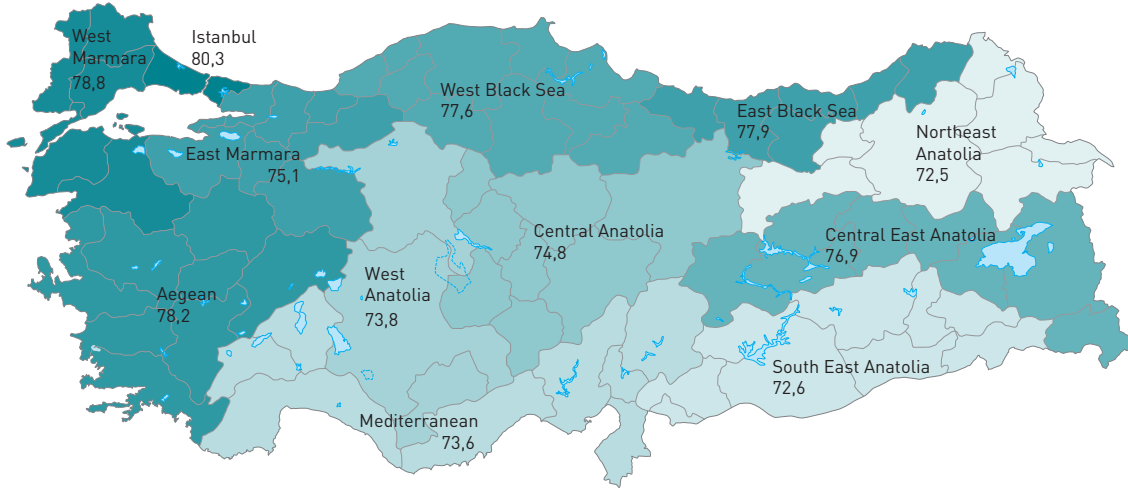 West
Marmara
78,8
Istanbul
80,3
West Black Sea
77,6
East Black Sea
77,9
Northeast
Anatolia
72,5
East Marmara
75,1
Central Anatolia
74,8
Central East Anatolia
76,9
West
Anatolia
73,8
Aegean
78,2
South East Anatolia
72,6
Mediterranean
73,6